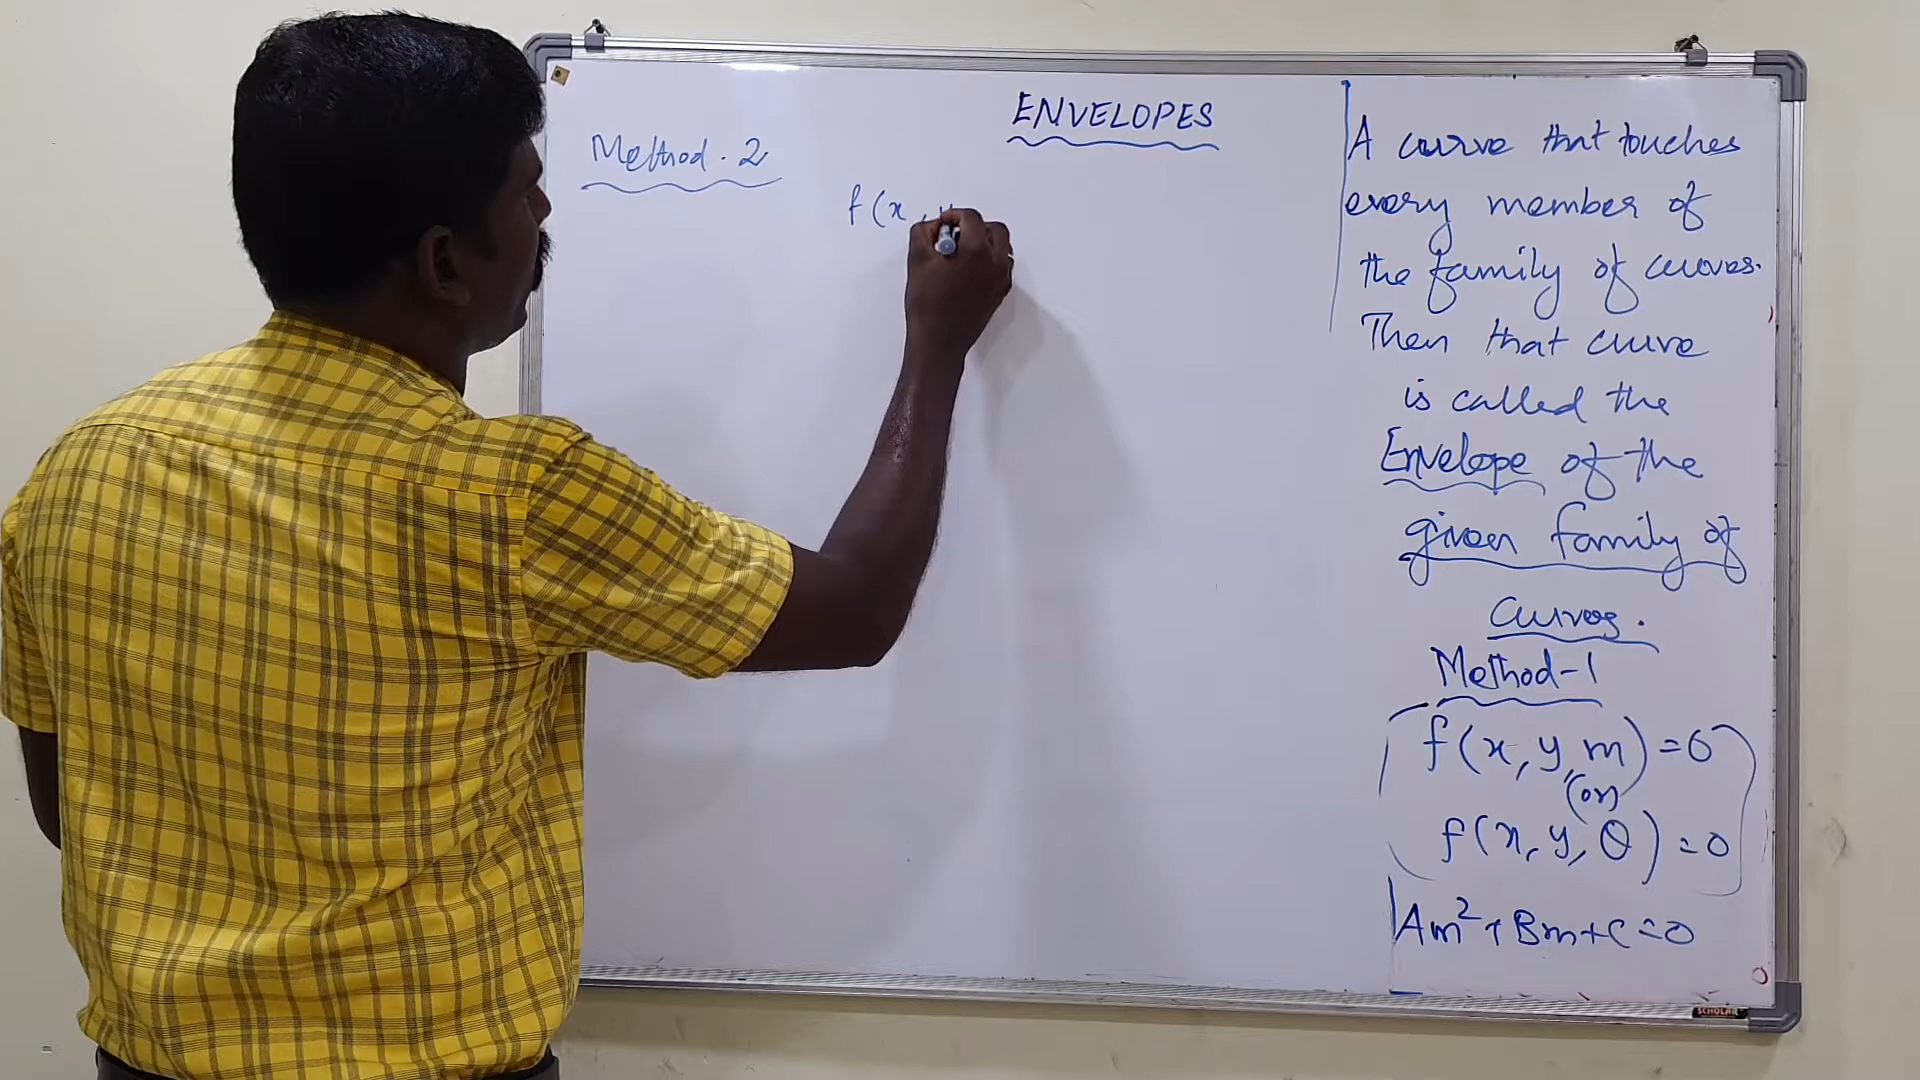 ENVELOPES
Method. 2
f(x, y
A curve that touches
every member of
the family of curves.
Then that curve
is called the
Envelope of the
given family of
Curves.
Method-1
f(x, y, m) = 0
(or)
f(x, y, θ) = 0
Am² + Bm + C = 0
SCHOLAR